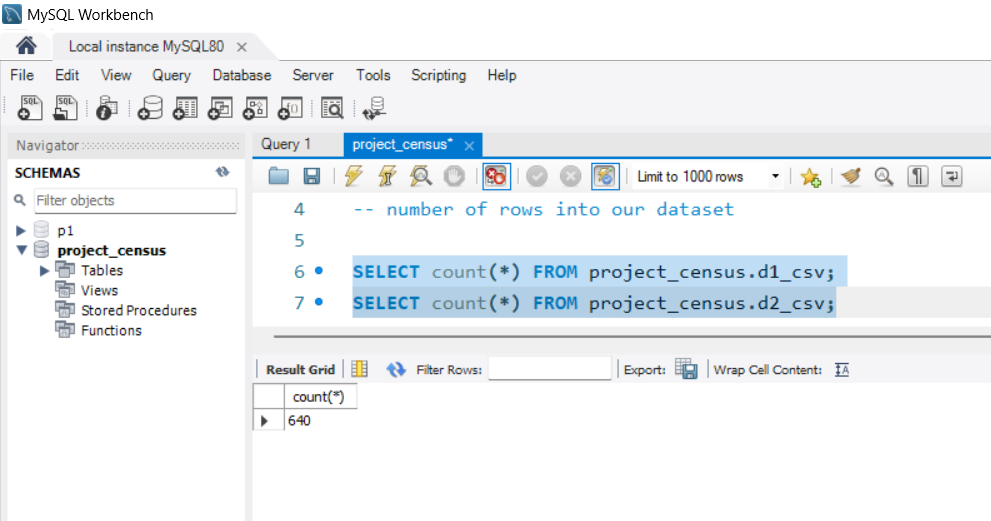 MySQL Workbench
Local instance MySQL80
File Edit View Query Database Server Tools Scripting Help
SQL SQL
Navigator
SCHEMAS
Filter objects
p1
project_census
Tables
Views
Stored Procedures
Functions
Query 1 project_census*
Limit to 1000 rows
4 -- number of rows into our dataset
5
6 SELECT count(*) FROM project_census.d1_csv;
7 SELECT count(*) FROM project_census.d2_csv;
Result Grid Filter Rows: Export: Wrap Cell Content:
count(*)
640